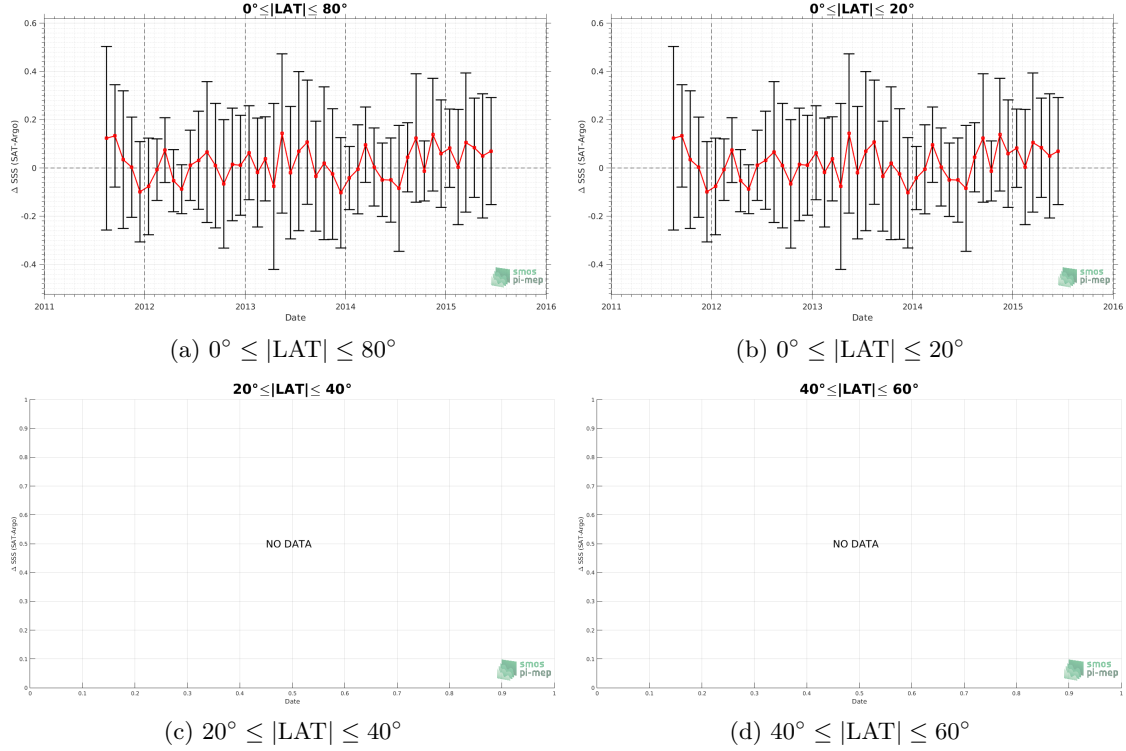 0°≤|LAT|≤ 80°
0.6
0.4
0.2
0
-0.2
-0.4
Δ SSS (SAT-Argo)
smos
pi-mep
2011 2012 2013 2014 2015 2016
Date
(a) 0° ≤ |LAT| ≤ 80°
0°≤|LAT|≤ 20°
0.6
0.4
0.2
0
-0.2
-0.4
Δ SSS (SAT-Argo)
smos
pi-mep
2011 2012 2013 2014 2015 2016
Date
(b) 0° ≤ |LAT| ≤ 20°
20°≤|LAT|≤ 40°
1
0.9
0.8
0.7
0.6
0.5
0.4
0.3
0.2
0.1
0
Δ SSS (SAT-Argo)
NO DATA
smos
pi-mep
0 0.1 0.2 0.3 0.4 0.5 0.6 0.7 0.8 0.9 1
Date
(c) 20° ≤ |LAT| ≤ 40°
40°≤|LAT|≤ 60°
1
0.9
0.8
0.7
0.6
0.5
0.4
0.3
0.2
0.1
0
Δ SSS (SAT-Argo)
NO DATA
smos
pi-mep
0 0.1 0.2 0.3 0.4 0.5 0.6 0.7 0.8 0.9 1
Date
(d) 40° ≤ |LAT| ≤ 60°